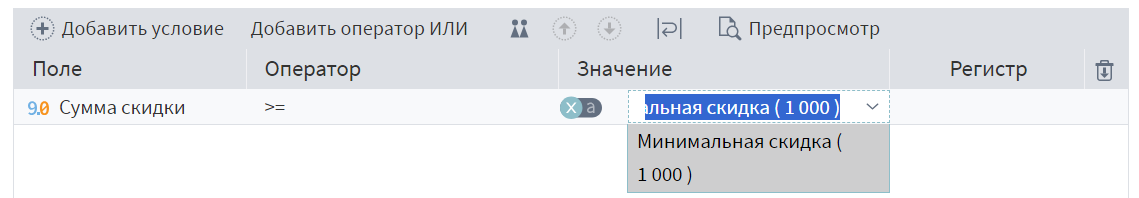 Добавить условие Добавить оператор ИЛИ Предпросмотр
Поле Оператор Значение Регистр
9.0 Сумма скидки >= x a альная скидка ( 1 000 )
Минимальная скидка (
1 000 )